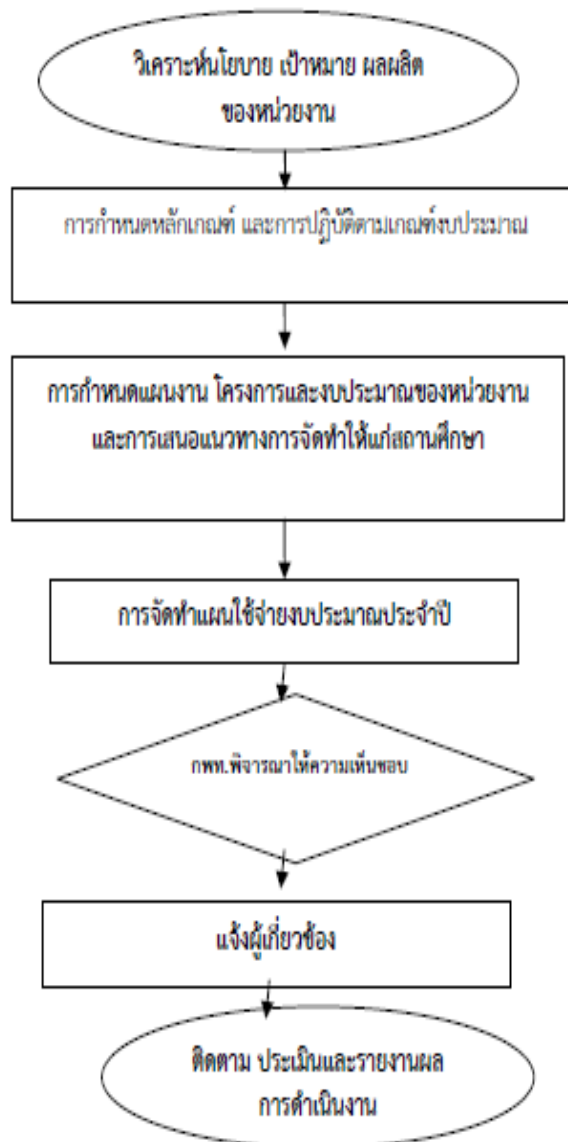 วิเคราะห์นโยบาย เป้าหมาย ผลผลิต
ของหน่วยงาน
การกำหนดหลักเกณฑ์ และการปฏิบัติตามเกณฑ์งบประมาณ
การกำหนดแผนงาน โครงการและงบประมาณของหน่วยงาน
และการเสนอแนวทางการจัดทำให้แก่สถานศึกษา
การจัดทำแผนใช้จ่ายงบประมาณประจำปี
กพท.พิจารณาให้ความเห็นชอบ
แจ้งผู้เกี่ยวข้อง
ติดตาม ประเมินและรายงานผล
การดำเนินงาน